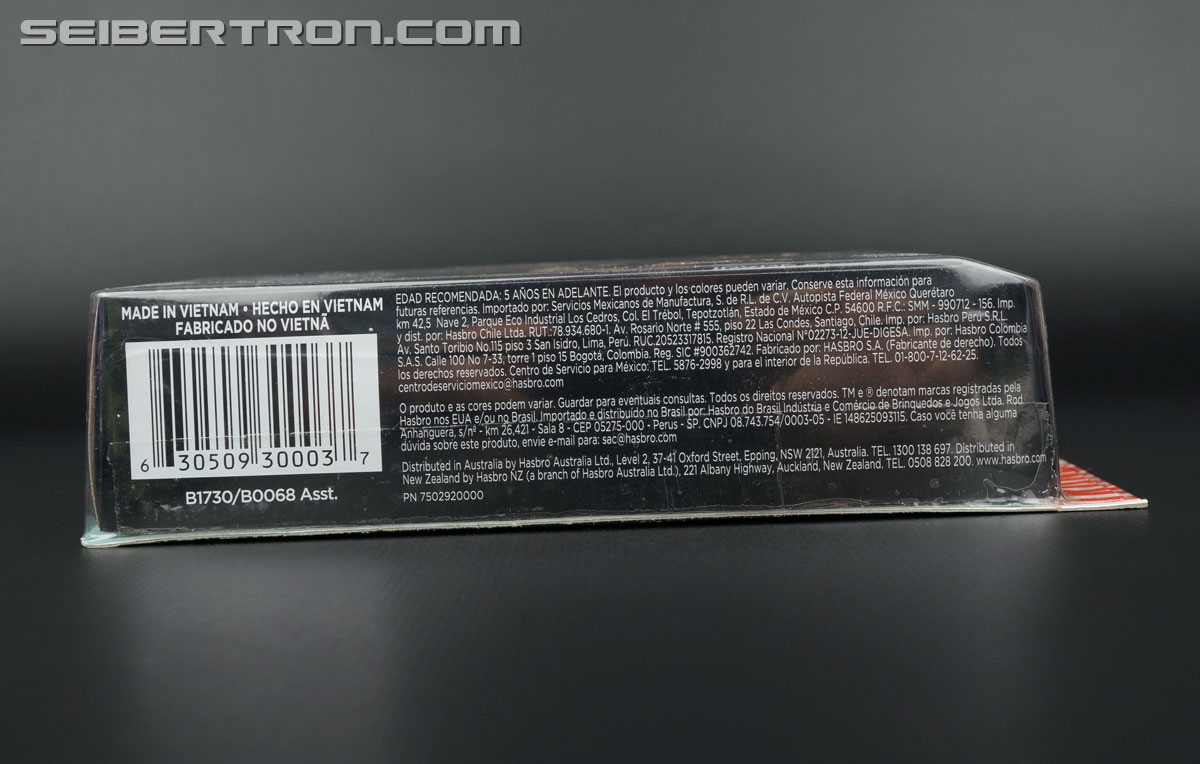 SEIBERTRON.com
MADE IN VIETNAM • HECHO EN VIETNAM
FABRICADO NO VIETNÃ
6 30509 30003 7
B1730/B0068 Asst.
EDAD RECOMENDADA: 5 AÑOS EN ADELANTE. El producto y los colores pueden variar. Conserve esta información para
futuras referencias. Importado por: Servicios Mexicanos de Manufactura, S. de R.L. de C.V. Autopista Federal México Querétaro
km 42,5 Nave 2, Parque Eco Industrial Los Cedros, Col. El Trébol, Tepotzotlán, Estado de México C.P. 54600 R.F.C.: SMM - 990712 - 156. Imp.
y dist. por: Hasbro Chile Ltda. RUT.:78.934.680-1. Av. Rosario Norte # 555, piso 22 Las Condes, Santiago, Chile. Imp. por: Hasbro Perú S.R.L.
Av. Santo Toribio No.115 piso 3 San Isidro, Lima, Perú. RUC.20523317815. Registro Nacional N°02273-12-JUE-DIGESA. Imp. por: Hasbro Colombia
S.A.S. Calle 100 No 7-33, torre 1 piso 15 Bogotá, Colombia. Reg. SIC #900362742. Fabricado por: HASBRO S.A. (Fabricante de derecho). Todos
los derechos reservados. Centro de Servicio para México: TEL. 5876-2998 y para el interior de la República. TEL. 01-800-7-12-62-25.
centrodeserviciomexico@hasbro.com
O produto e as cores podem variar. Guardar para eventuais consultas. Todos os direitos reservados. TM e ® denotam marcas registradas pela
Hasbro nos EUA e/ou no Brasil. Importado e distribuído no Brasil por: Hasbro do Brasil Indústria e Comércio de Brinquedos e Jogos Ltda. Rod.
Anhanguera, s/nº - km 26,421 - Sala 8 - CEP 05275-000 - Perus - SP. CNPJ 08.743.754/0003-05 - IE 148625093115. Caso você tenha alguma
dúvida sobre este produto, envie e-mail para: sac@hasbro.com
Distributed in Australia by Hasbro Australia Ltd., Level 2, 37-41 Oxford Street, Epping, NSW 2121, Australia. TEL. 1300 138 697. Distributed in
New Zealand by Hasbro NZ (a branch of Hasbro Australia Ltd.), 221 Albany Highway, Auckland, New Zealand. TEL. 0508 828 200. www.hasbro.com
PN 7502920000